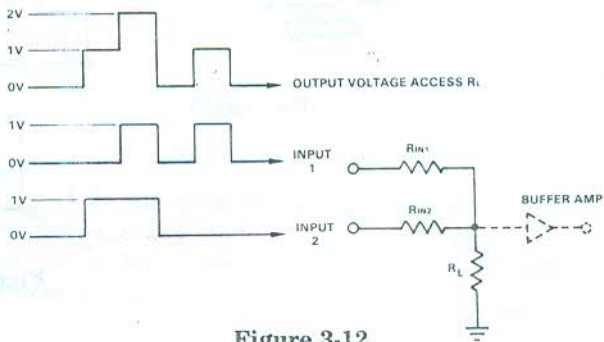 2V
1V
0V
OUTPUT VOLTAGE ACCESS RL
1V
0V
INPUT
1
RIN1
1V
0V
INPUT
2
RIN2
BUFFER AMP
RL
Figure 3-12